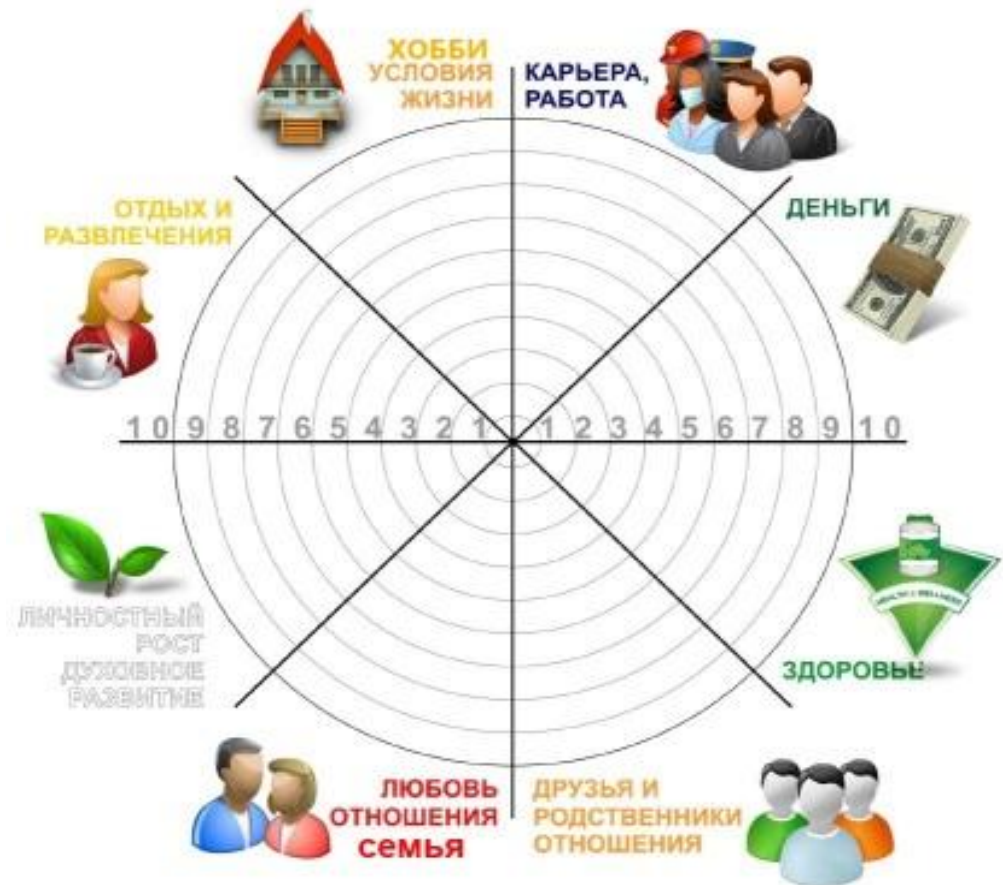 ХОББИ
УСЛОВИЯ
ЖИЗНИ
КАРЬЕРА,
РАБОТА
ОТДЫХ И
РАЗВЛЕЧЕНИЯ
ДЕНЬГИ
10 9 8 7 6 5 4 3 2 1 1 2 3 4 5 6 7 8 9 10
ЛИЧНОСТНЫЙ
РОСТ
ДУХОВНОЕ
РАЗВИТИЕ
ЗДОРОВЬЕ
ЛЮБОВЬ
ОТНОШЕНИЯ
семья
ДРУЗЬЯ И
РОДСТВЕННИКИ
ОТНОШЕНИЯ